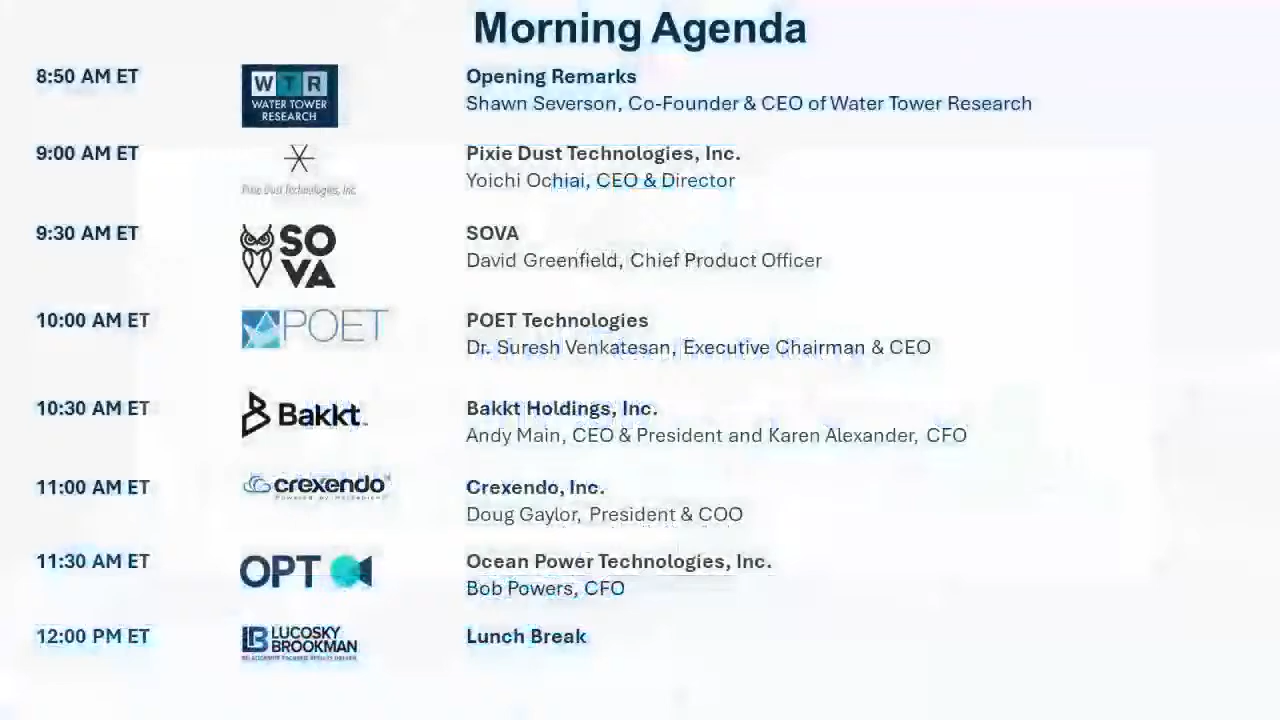 Morning Agenda
8:50 AM ET
WTR
WATER TOWER
RESEARCH
Opening Remarks
Shawn Severson, Co-Founder & CEO of Water Tower Research
9:00 AM ET
Pixie Dust Technologies, Inc.
Pixie Dust Technologies, Inc.
Yoichi Ochiai, CEO & Director
9:30 AM ET
SO
VA
SOVA
David Greenfield, Chief Product Officer
10:00 AM ET
POET
POET Technologies
Dr. Suresh Venkatesan, Executive Chairman & CEO
10:30 AM ET
Bakkt
Bakkt Holdings, Inc.
Andy Main, CEO & President and Karen Alexander, CFO
11:00 AM ET
crexendo
Powered by
Crexendo, Inc.
Doug Gaylor, President & COO
11:30 AM ET
OPT
Ocean Power Technologies, Inc.
Bob Powers, CFO
12:00 PM ET
LB LUCOSKY
BROOKMAN
Lunch Break